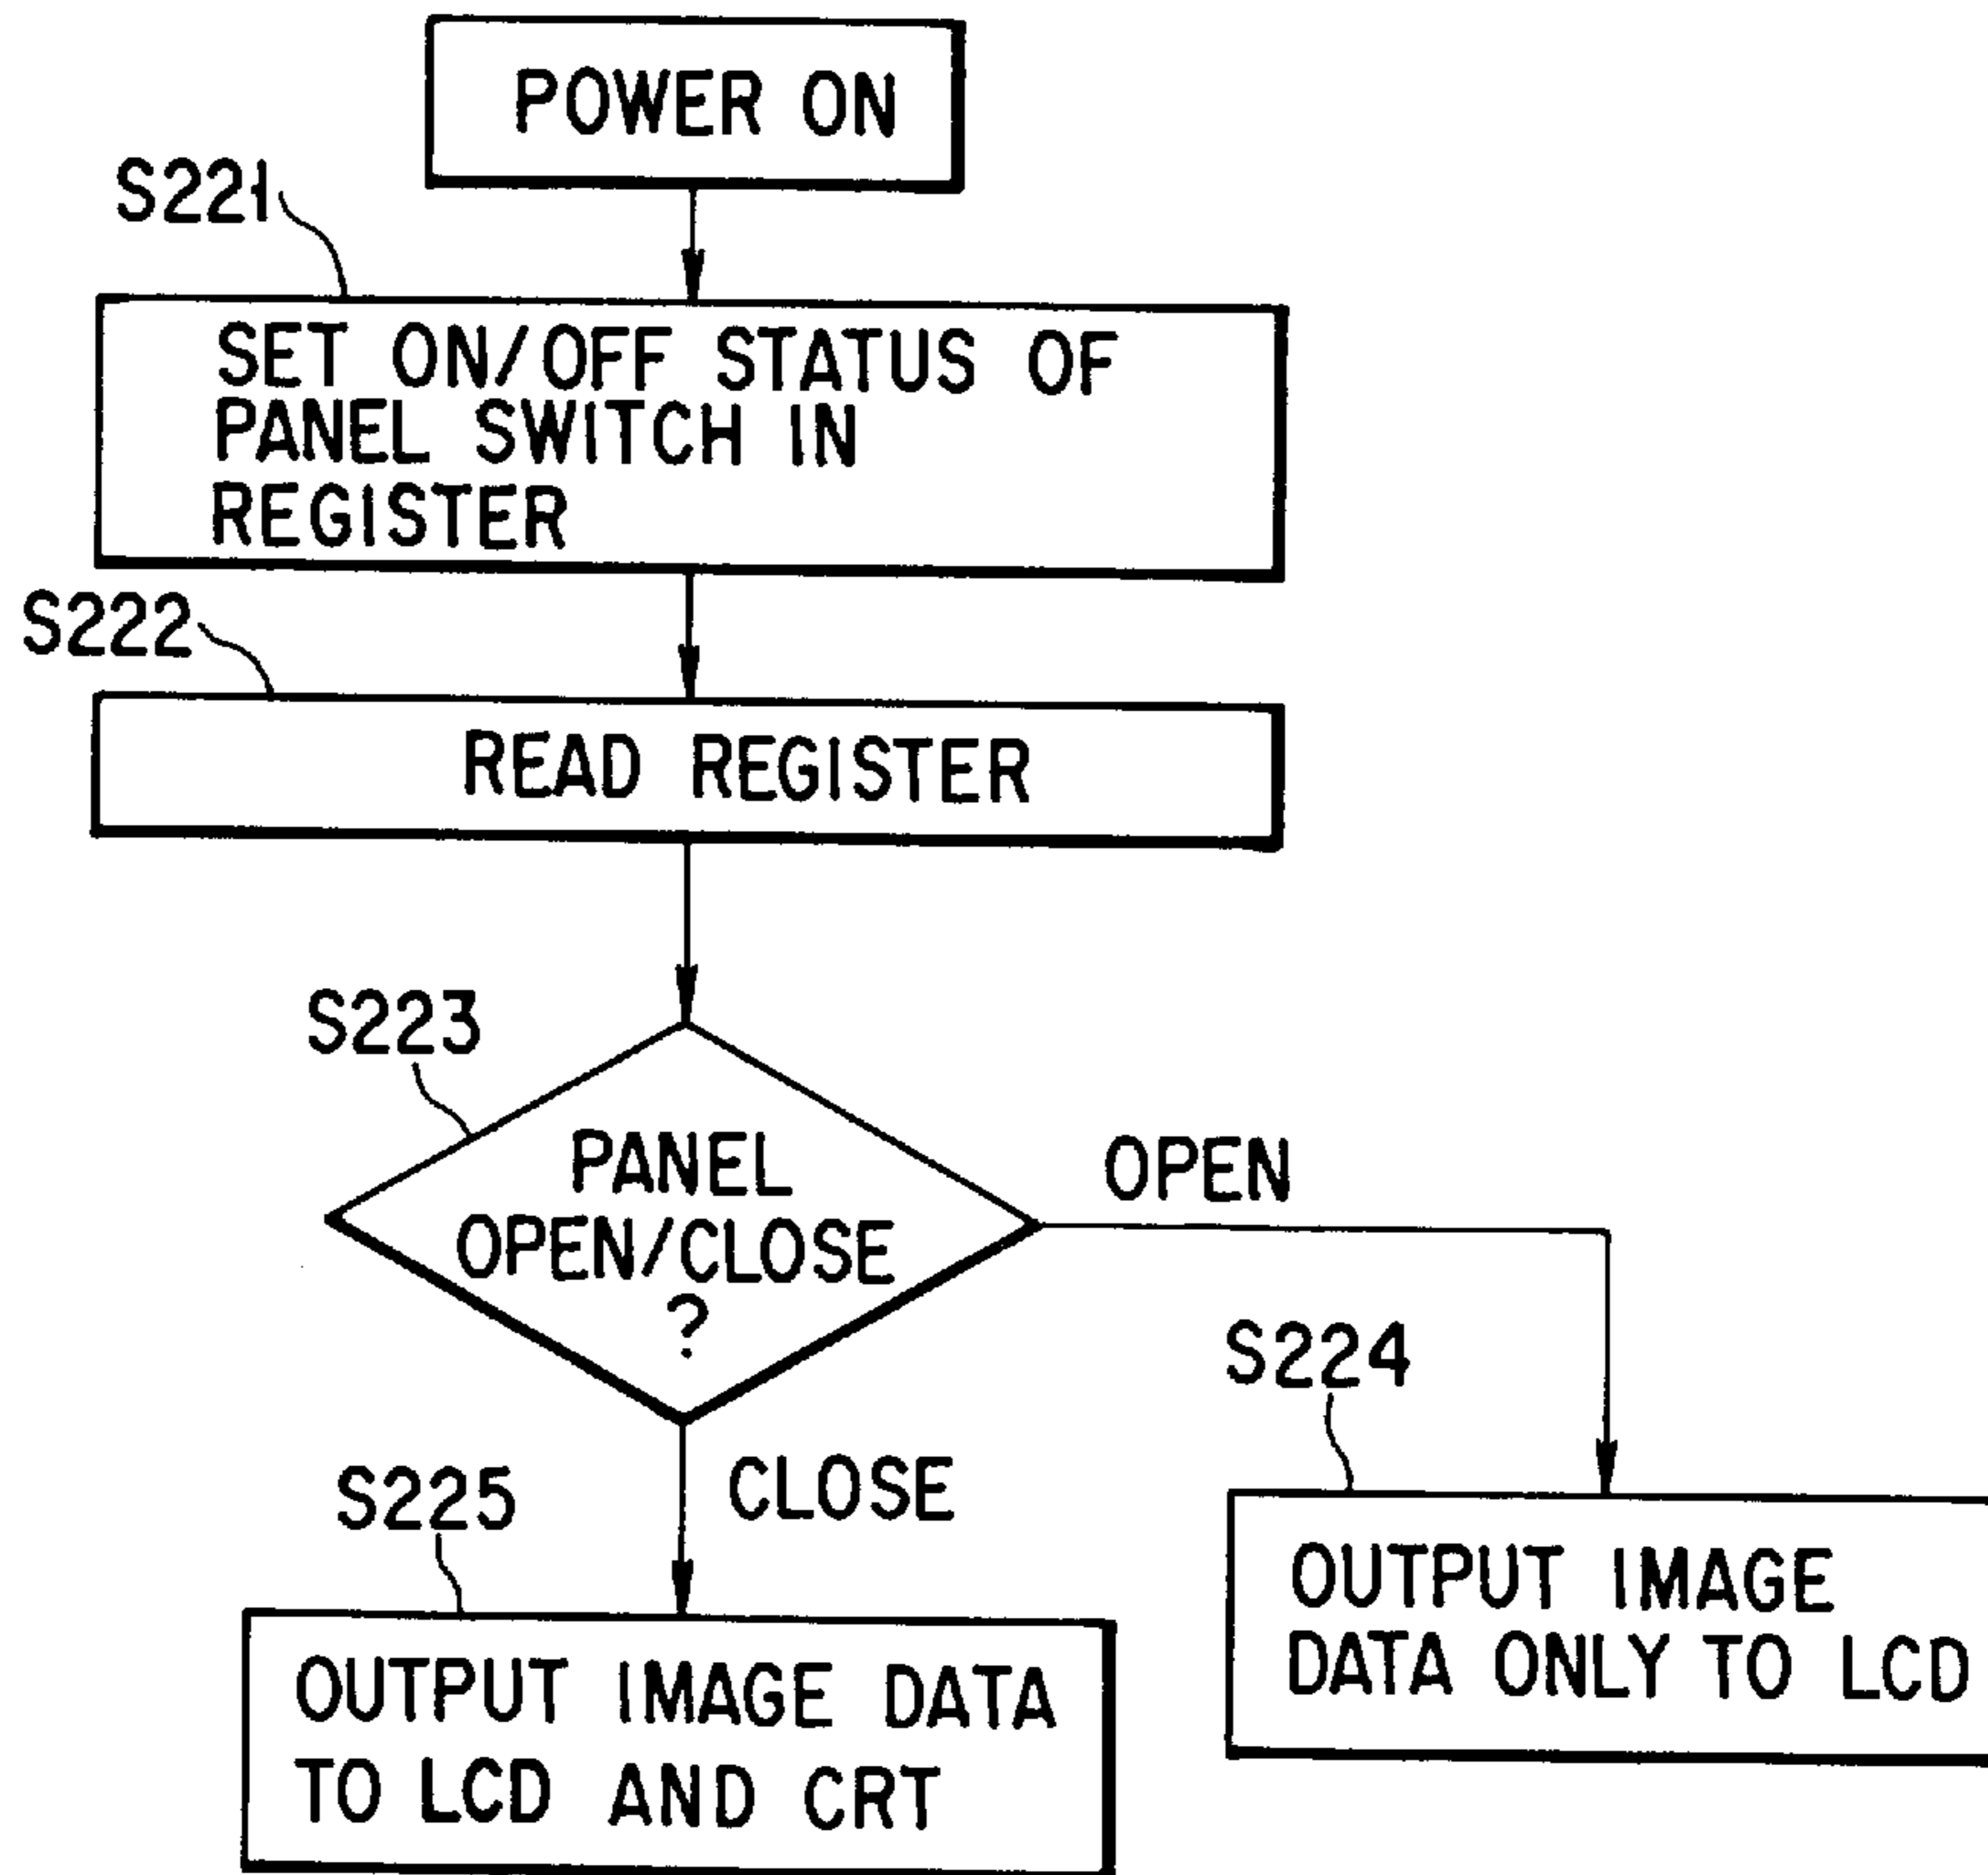 POWER ON
S221
SET ON/OFF STATUS OF
PANEL SWITCH IN
REGISTER
S222
READ REGISTER
S223
PANEL
OPEN/CLOSE
?
OPEN
S224
OUTPUT IMAGE
DATA ONLY TO LCD
CLOSE
S225
OUTPUT IMAGE DATA
TO LCD AND CRT